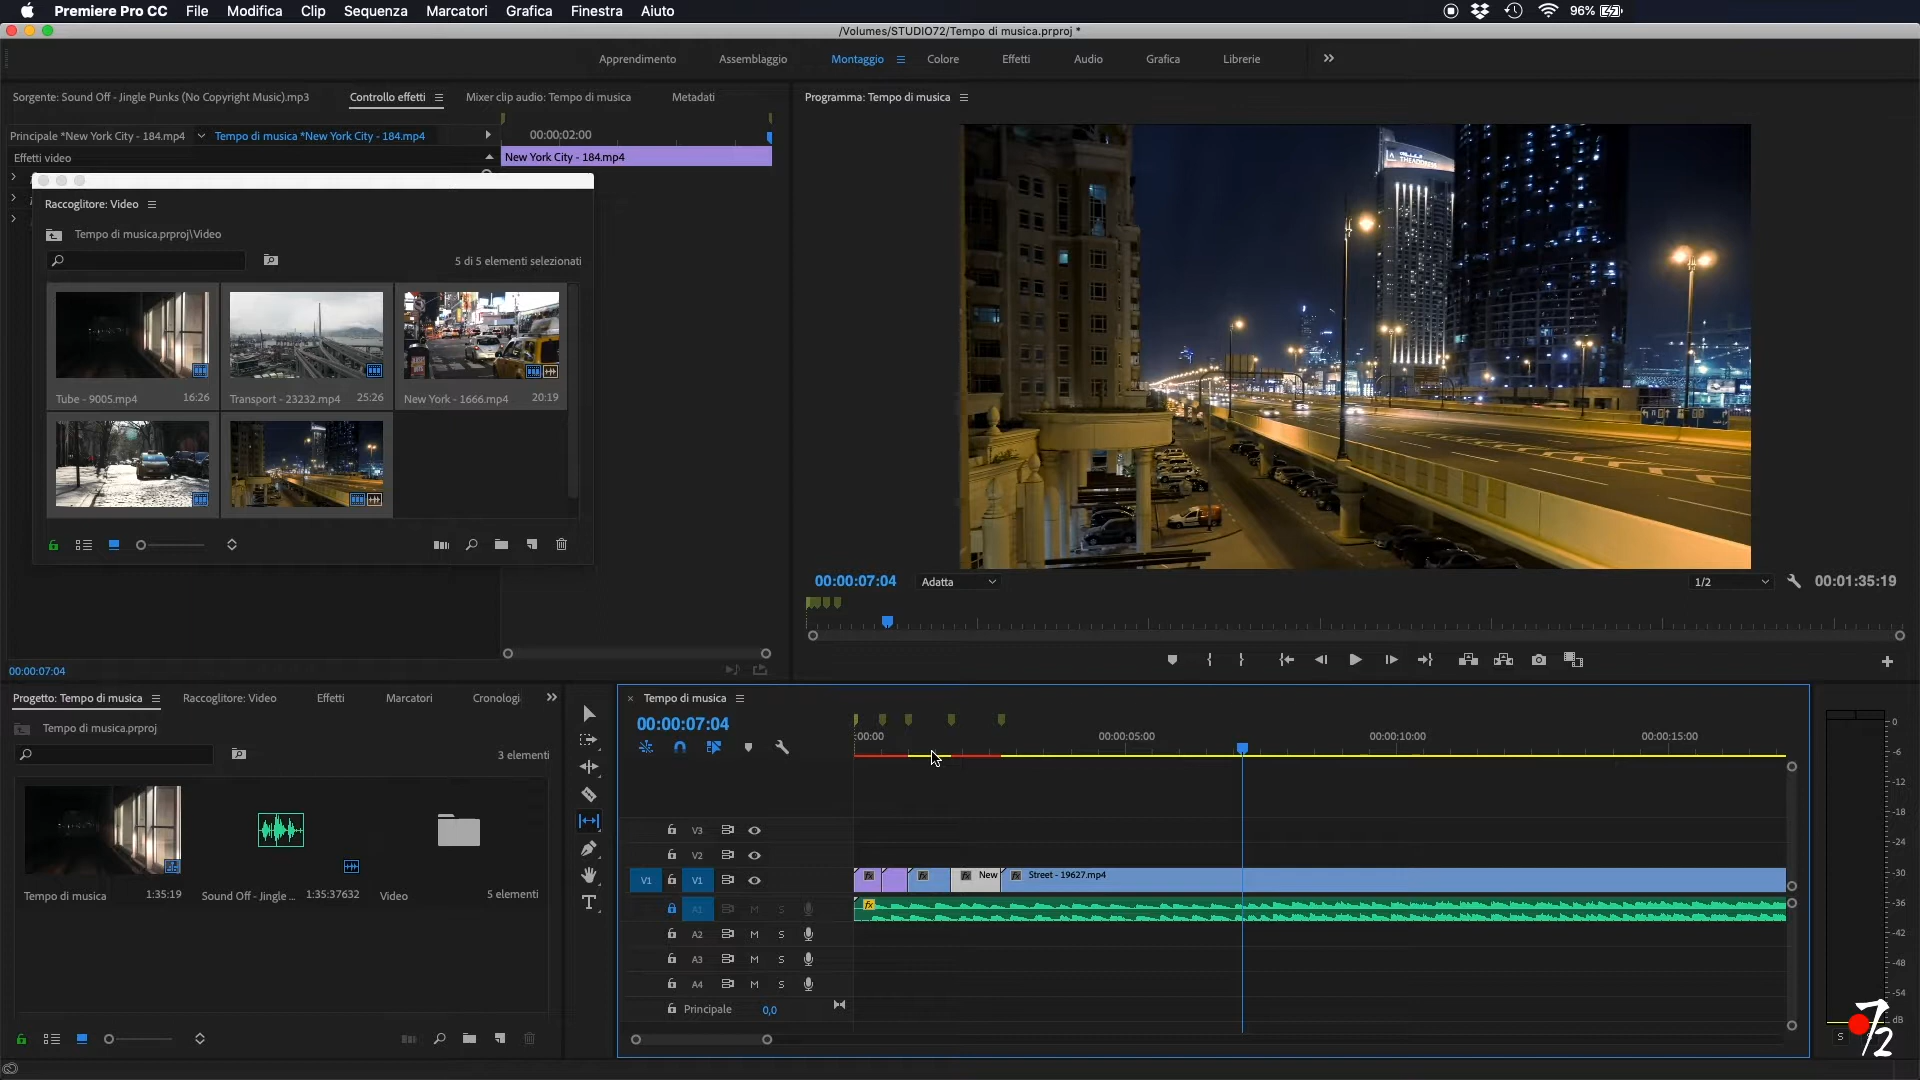 Premiere Pro CC File Modifica Clip Sequenza Marcatori Grafica Finestra Aiuto 96%
/Volumes/STUDIO72/Tempo di musica.prproj *
Apprendimento Assemblaggio Montaggio Colore Effetti Audio Grafica Librerie
Sorgente: Sound Off - Jingle Punks (No Copyright Music).mp3 Controllo effetti Mixer clip audio: Tempo di musica Metadati
Programma: Tempo di musica
Principale *New York City - 184.mp4 Tempo di musica *New York City - 184.mp4 00:00:02:00
Effetti video New York City - 184.mp4
Raccoglitore: Video
Tempo di musica.prproj\Video
5 di 5 elementi selezionati
Tube - 9005.mp4 16:26 Transport - 23232.mp4 25:26 New York - 1666.mp4 20:19
THE ADDRESS
00:00:07:04 Adatta 1/2 00:01:35:19
00:00:07:04
Progetto: Tempo di musica Raccoglitore: Video Effetti Marcatori Cronologi
Tempo di musica.prproj
3 elementi
Tempo di musica 1:35:19 Sound Off - Jingle ... 1:35:37632 Video 5 elementi
Tempo di musica
00:00:07:04
:00:00 00:00:05:00 00:00:10:00 00:00:15:00
V3
V2
V1 V1 fx fx New fx Street - 19627.mp4
A1 M S fx
A2 M S
A3 M S
A4 M S
Principale 0,0
0
-6
-12
-18
-24
-30
-36
-42
-48
-54
dB
S
72